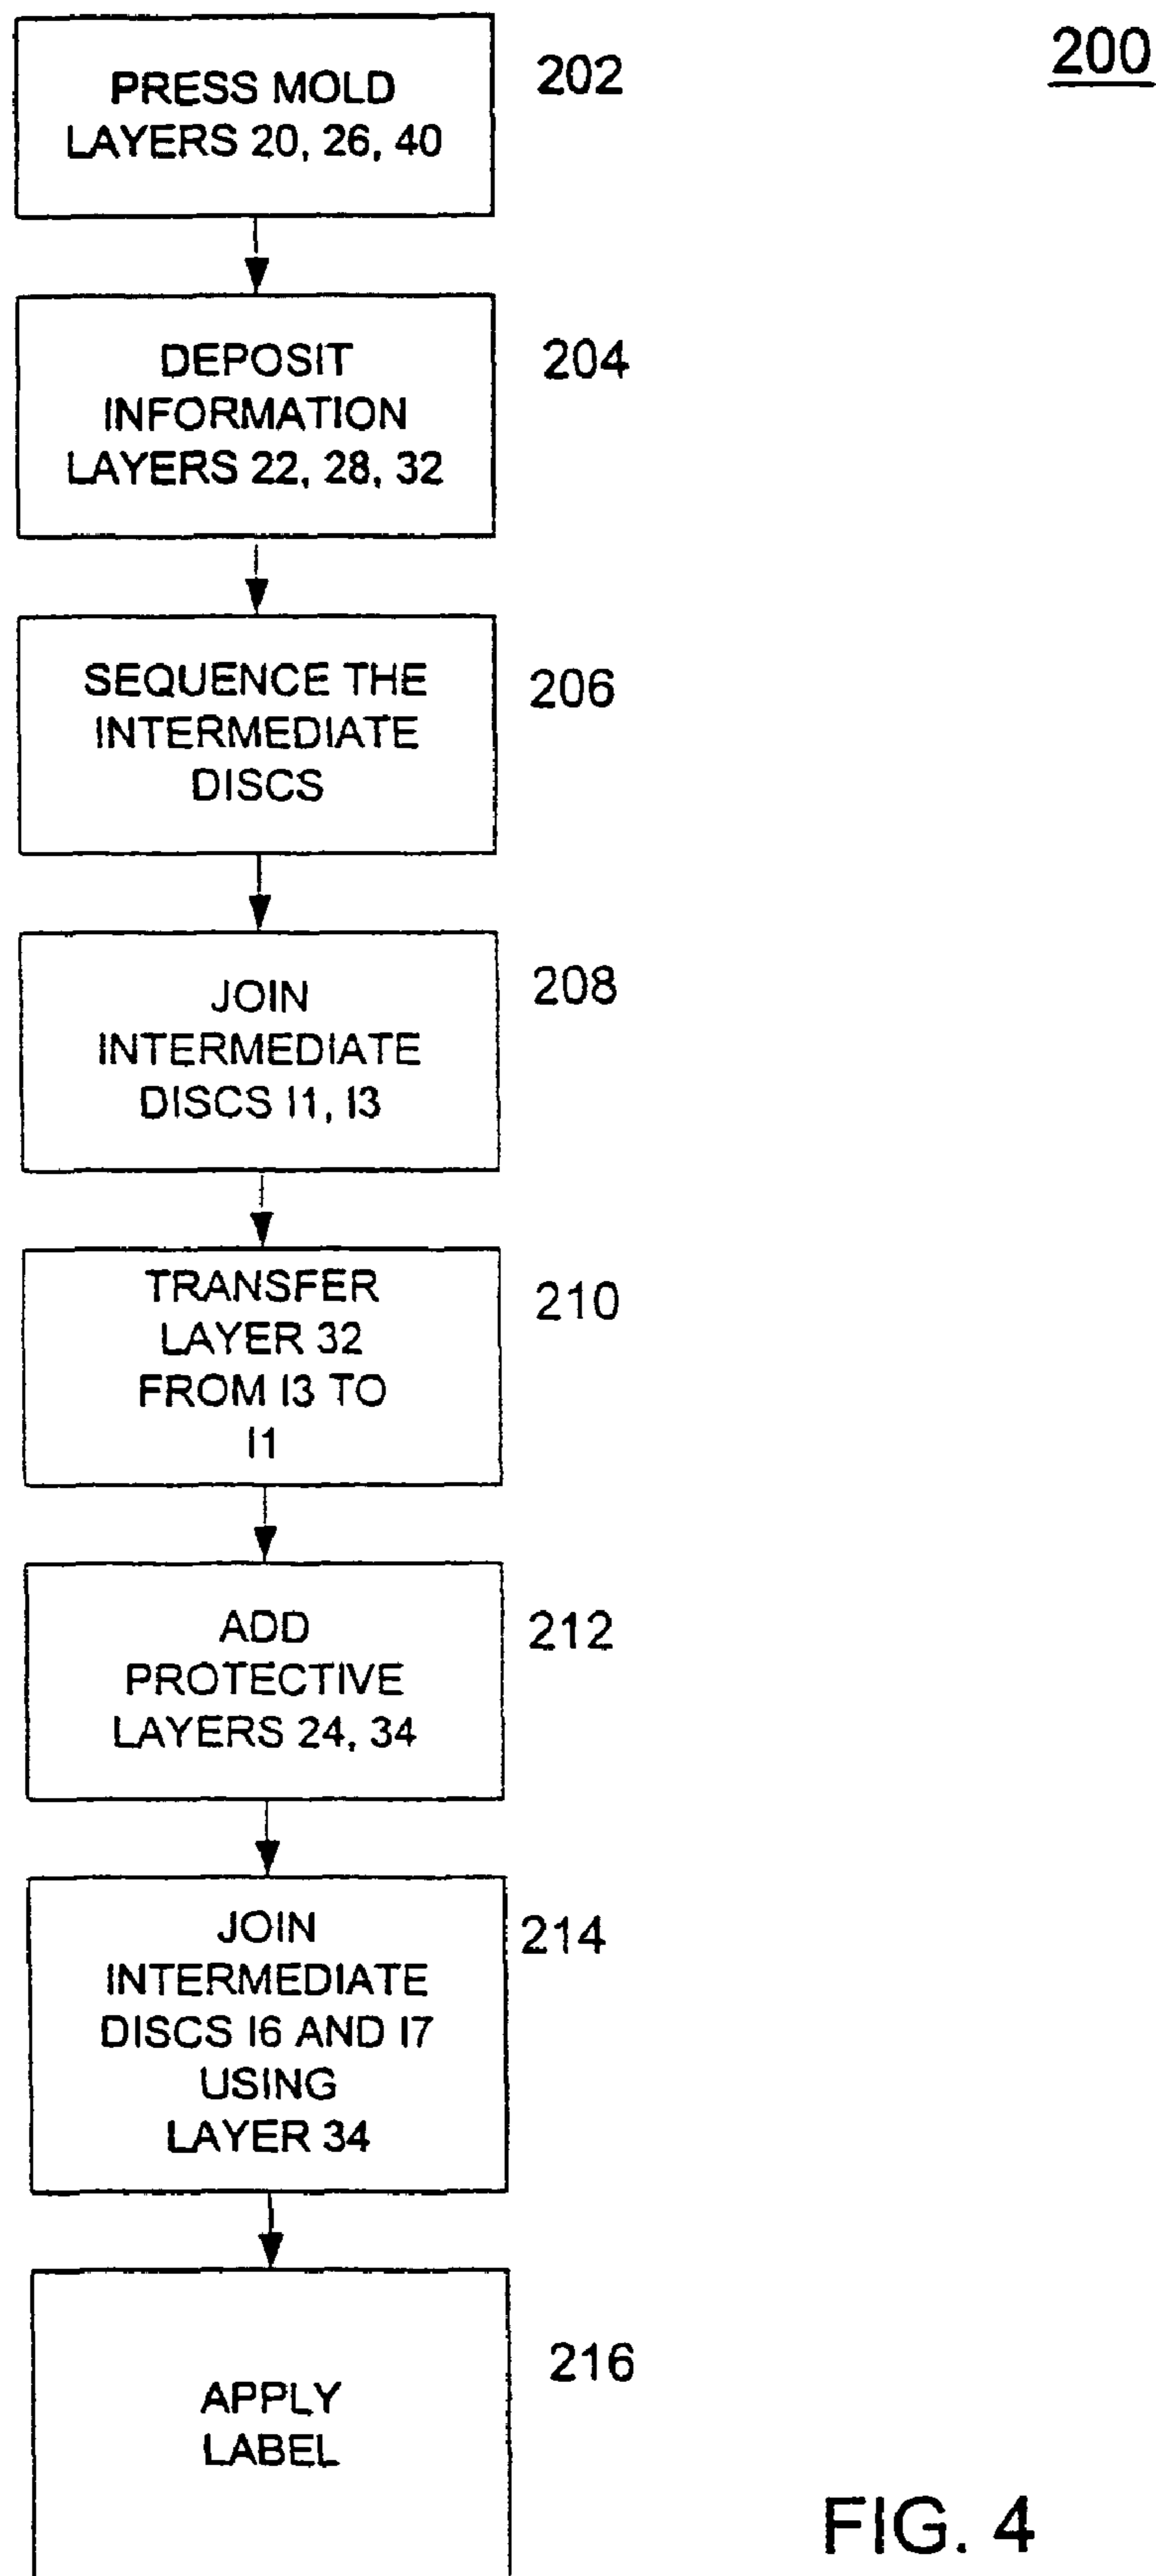 200
PRESS MOLD
LAYERS 20, 26, 40
202
DEPOSIT
INFORMATION
LAYERS 22, 28, 32
204
SEQUENCE THE
INTERMEDIATE
DISCS
206
JOIN
INTERMEDIATE
DISCS I1, I3
208
TRANSFER
LAYER 32
FROM I3 TO
I1
210
ADD
PROTECTIVE
LAYERS 24, 34
212
JOIN
INTERMEDIATE
DISCS I6 AND I7
USING
LAYER 34
214
APPLY
LABEL
216
FIG. 4